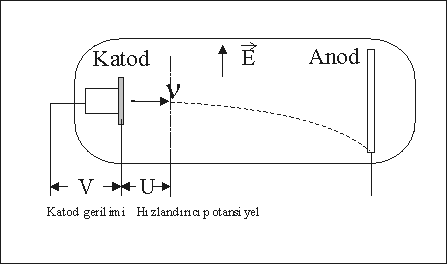 Katod E Anod
v
V U
Katod gerilimi Hızlandırıcı potansiyel